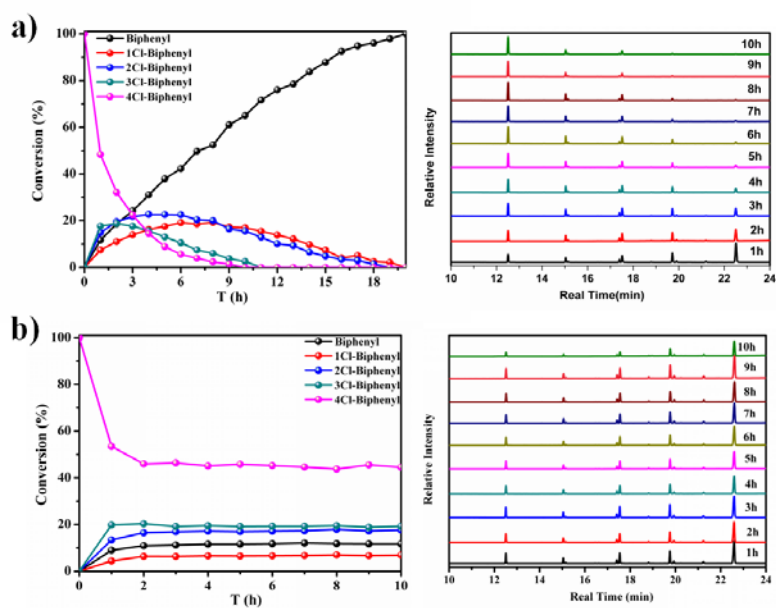 a)
100
80
60
40
20
0
Conversion (%)
Biphenyl
1Cl-Biphenyl
2Cl-Biphenyl
3Cl-Biphenyl
4Cl-Biphenyl
0 3 6 9 12 15 18
T (h)
Relative Intensity
10h
9h
8h
7h
6h
5h
4h
3h
2h
1h
10 12 14 16 18 20 22 24
Real Time(min)
b)
100
80
60
40
20
0
Conversion (%)
Biphenyl
1Cl-Biphenyl
2Cl-Biphenyl
3Cl-Biphenyl
4Cl-Biphenyl
0 2 4 6 8 10
T (h)
Relative Intensity
10h
9h
8h
7h
6h
5h
4h
3h
2h
1h
10 12 14 16 18 20 22 24
Real Time (min)